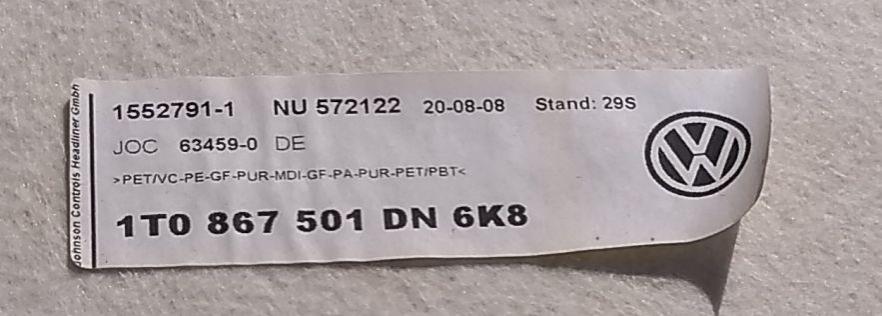 Johnson Controls Headliner Gmbh
1552791-1 NU 572122 20-08-08 Stand: 29S
JOC 63459-0 DE
>PET/VC-PE-GF-PUR-MDI-GF-PA-PUR-PET/PBT<
1T0 867 501 DN 6K8
VW